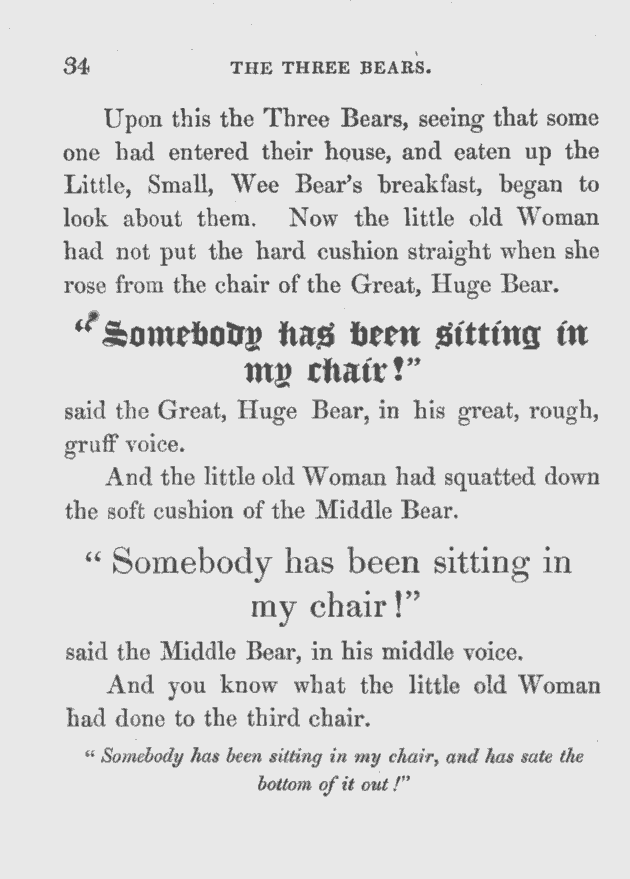 34 THE THREE BEARS.
Upon this the Three Bears, seeing that some
one had entered their house, and eaten up the
Little, Small, Wee Bear's breakfast, began to
look about them. Now the little old Woman
had not put the hard cushion straight when she
rose from the chair of the Great, Huge Bear.
“Somebody has been sitting in
my chair!”
said the Great, Huge Bear, in his great, rough,
gruff voice.
And the little old Woman had squatted down
the soft cushion of the Middle Bear.
“Somebody has been sitting in
my chair!”
said the Middle Bear, in his middle voice.
And you know what the little old Woman
had done to the third chair.
“Somebody has been sitting in my chair, and has sate the
bottom of it out!”